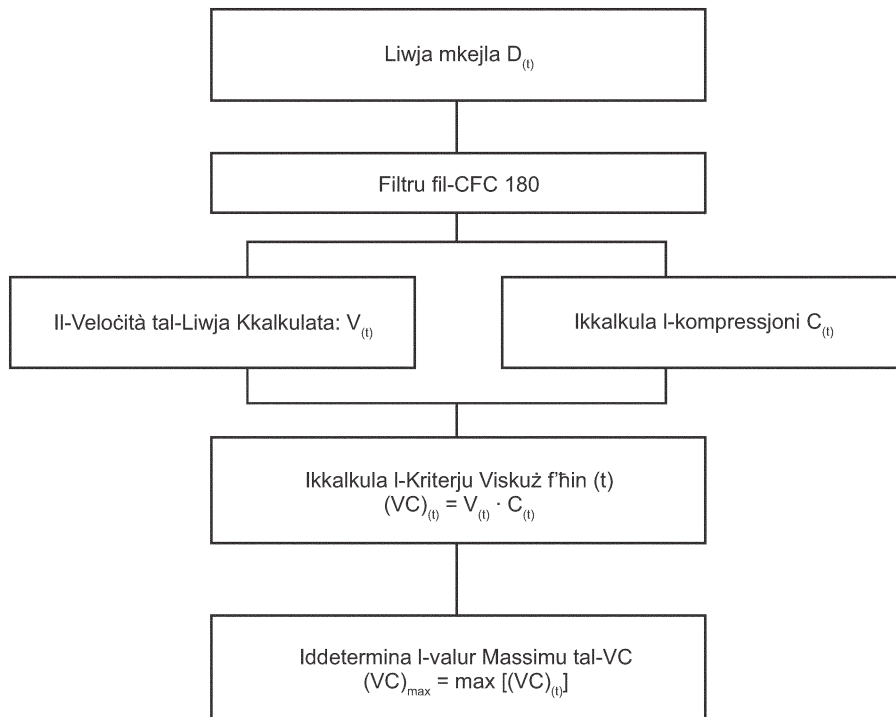 Liwja mkejla D(t)
Filtru fil-CFC 180
Il-Veloċità tal-Liwja Kkalkulata: V(t)
Ikkalkula l-kompressjoni C(t)
Ikkalkula l-Kriterju Viskuż f'ħin (t)
(VC)(t) = V(t) · C(t)
Iddetermina l-valur Massimu tal-VC
(VC)max = max [(VC)(t)]